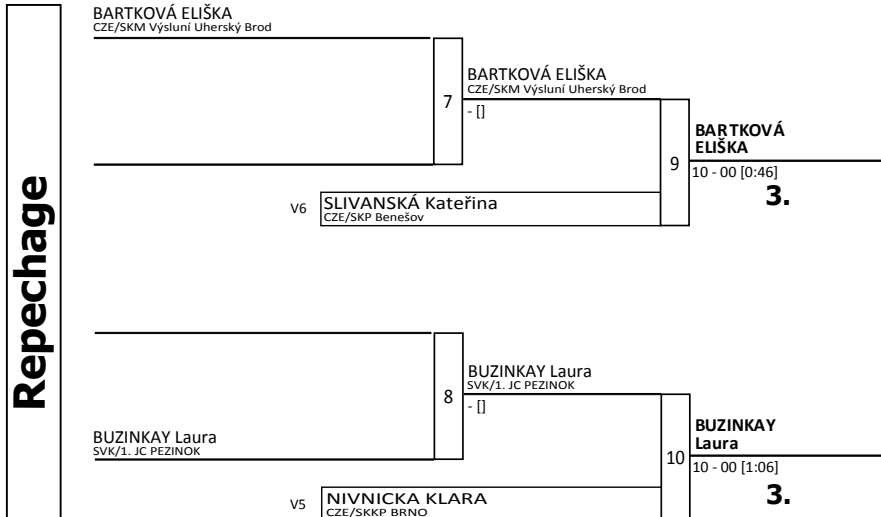 Repechage
BARTKOVÁ ELIŠKA
CZE/SKM Výsluní Uherský Brod
7
BARTKOVÁ ELIŠKA
CZE/SKM Výsluní Uherský Brod
- []
9
BARTKOVÁ
ELIŠKA
10 - 00 [0:46]
3.
V6
SLIVANSKÁ Kateřina
CZE/SKP Benešov
8
BUZINKAY Laura
SVK/1. JC PEZINOK
- []
BUZINKAY Laura
SVK/1. JC PEZINOK
10
BUZINKAY
Laura
10 - 00 [1:06]
3.
V5
NIVNICKA KLARA
CZE/SKKP BRNO